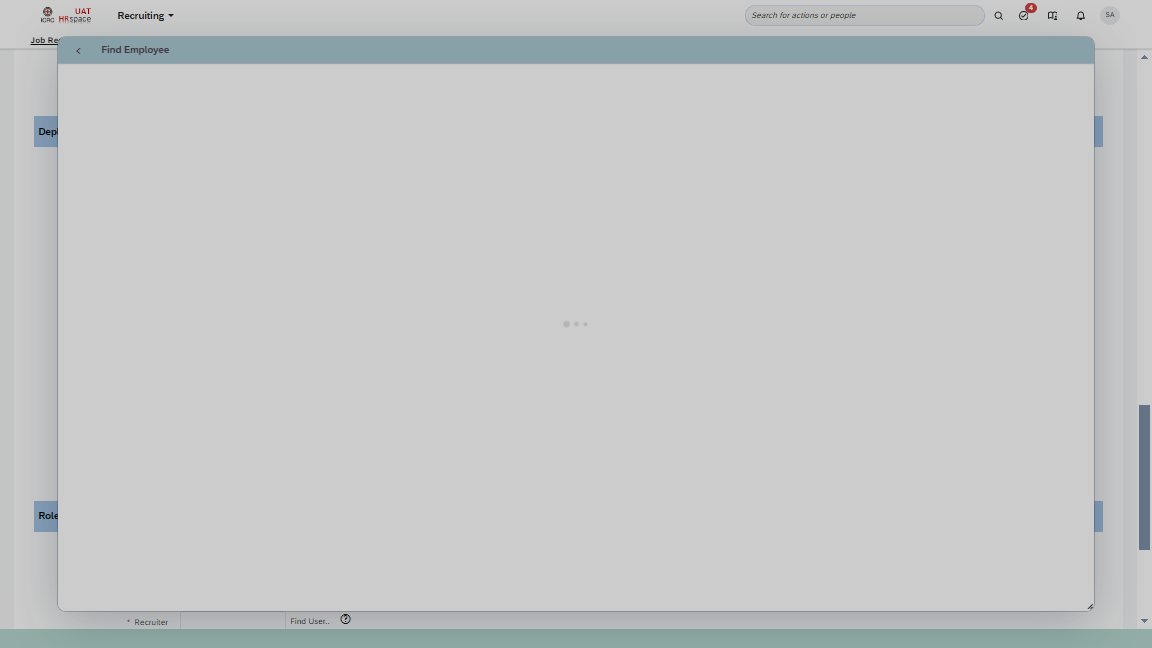 ICRC
UAT
HRspace
Recruiting
Search for actions or people
4
SA
Job Re
Find Employee
Depl
Role
* Recruiter
Find User..